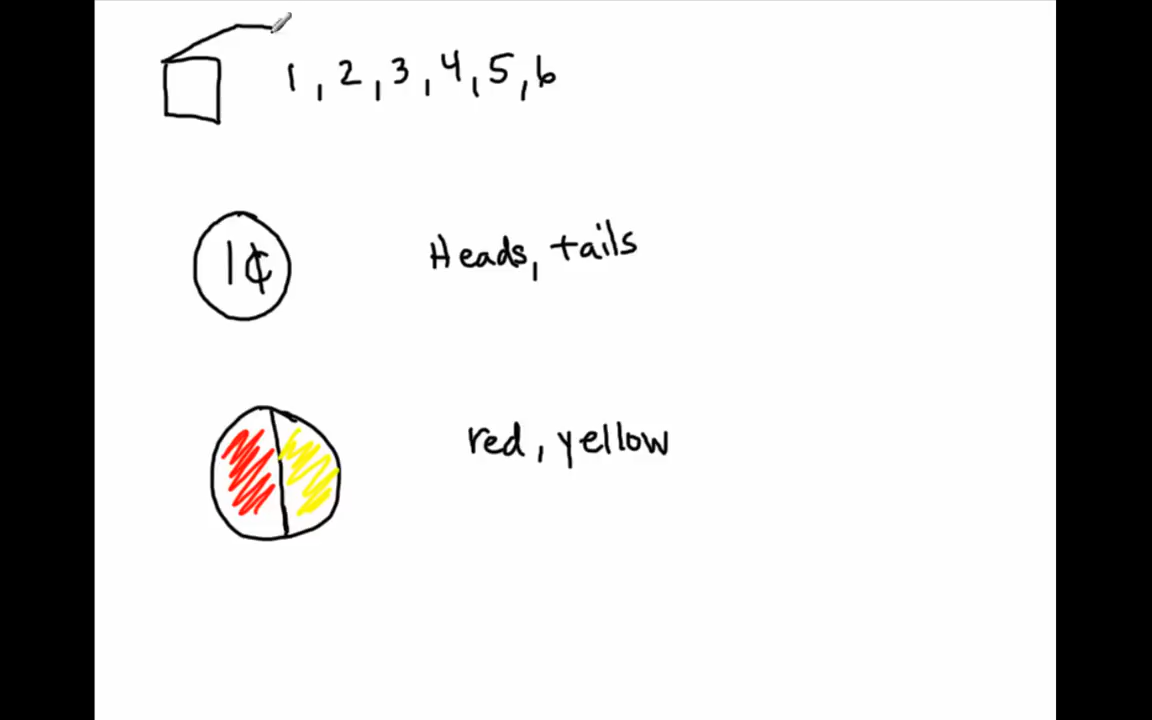 1, 2, 3, 4, 5, 6
1¢
Heads, tails
red, yellow